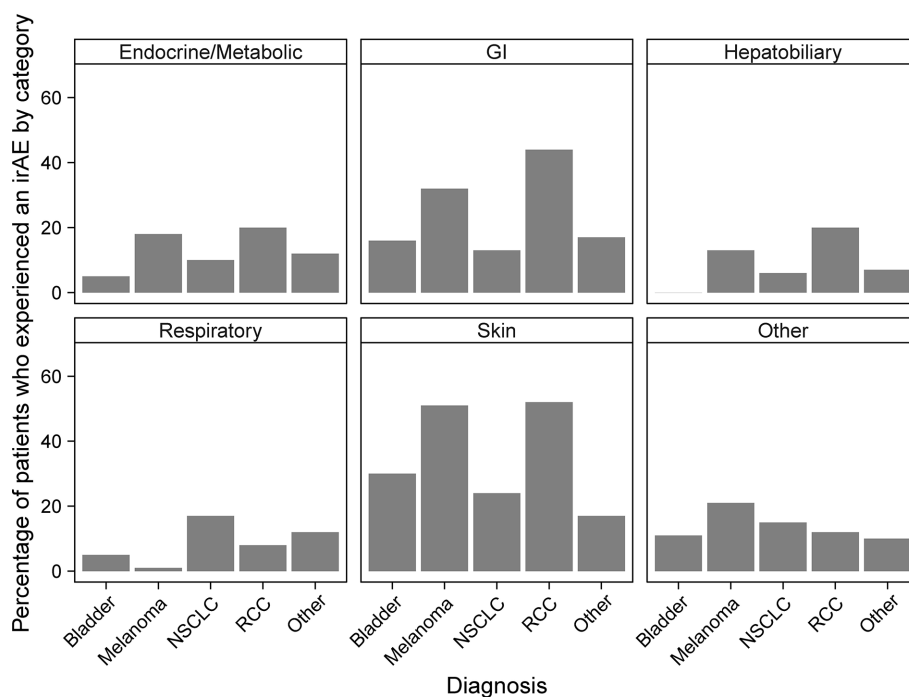 Percentage of patients who experienced an irAE by category
Endocrine/Metabolic
GI
Hepatobiliary
60
40
20
0
Respiratory
Skin
Other
60
40
20
0
Bladder
Melanoma
NSCLC
RCC
Other
Bladder
Melanoma
NSCLC
RCC
Other
Bladder
Melanoma
NSCLC
RCC
Other
Diagnosis